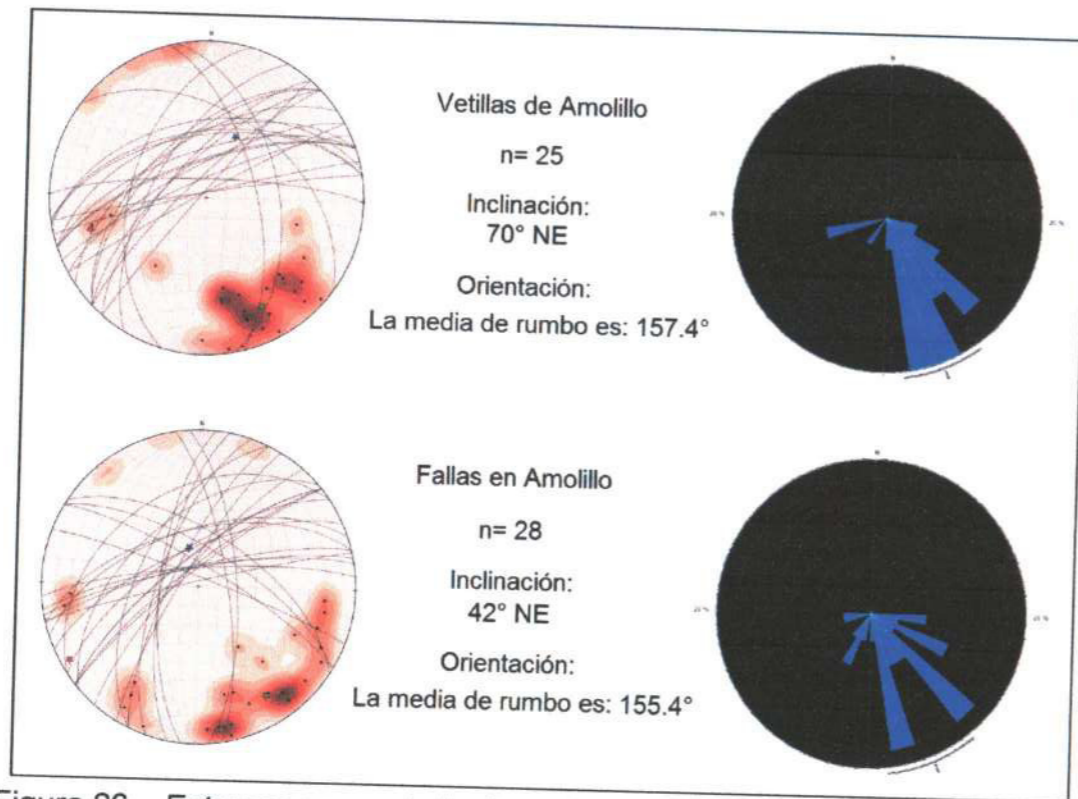 Vetillas de Amolillo
n= 25
Inclinación:
70° NE
Orientación:
La media de rumbo es: 157.4°
Fallas en Amolillo
n= 28
Inclinación:
42° NE
Orientación:
La media de rumbo es: 155.4°